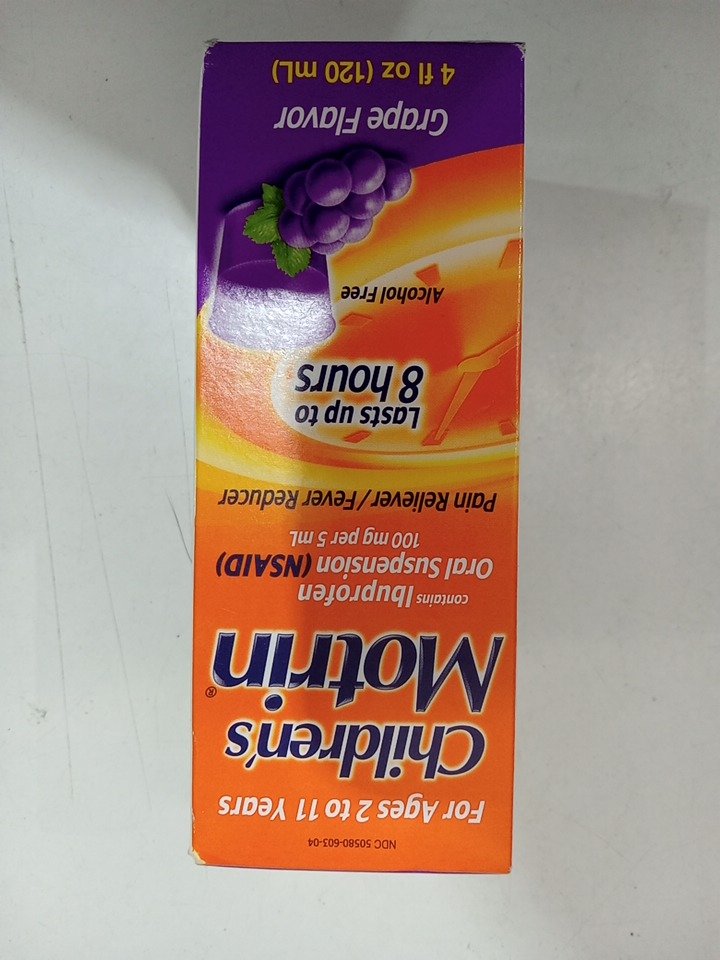 NDC 50580-603-04
For Ages 2 to 11 Years
Children's
Motrin®
contains Ibuprofen
Oral Suspension (NSAID)
100 mg per 5 mL
Pain Reliever/Fever Reducer
Lasts up to
8 hours
Alcohol Free
Grape Flavor
4 fl oz (120 mL)